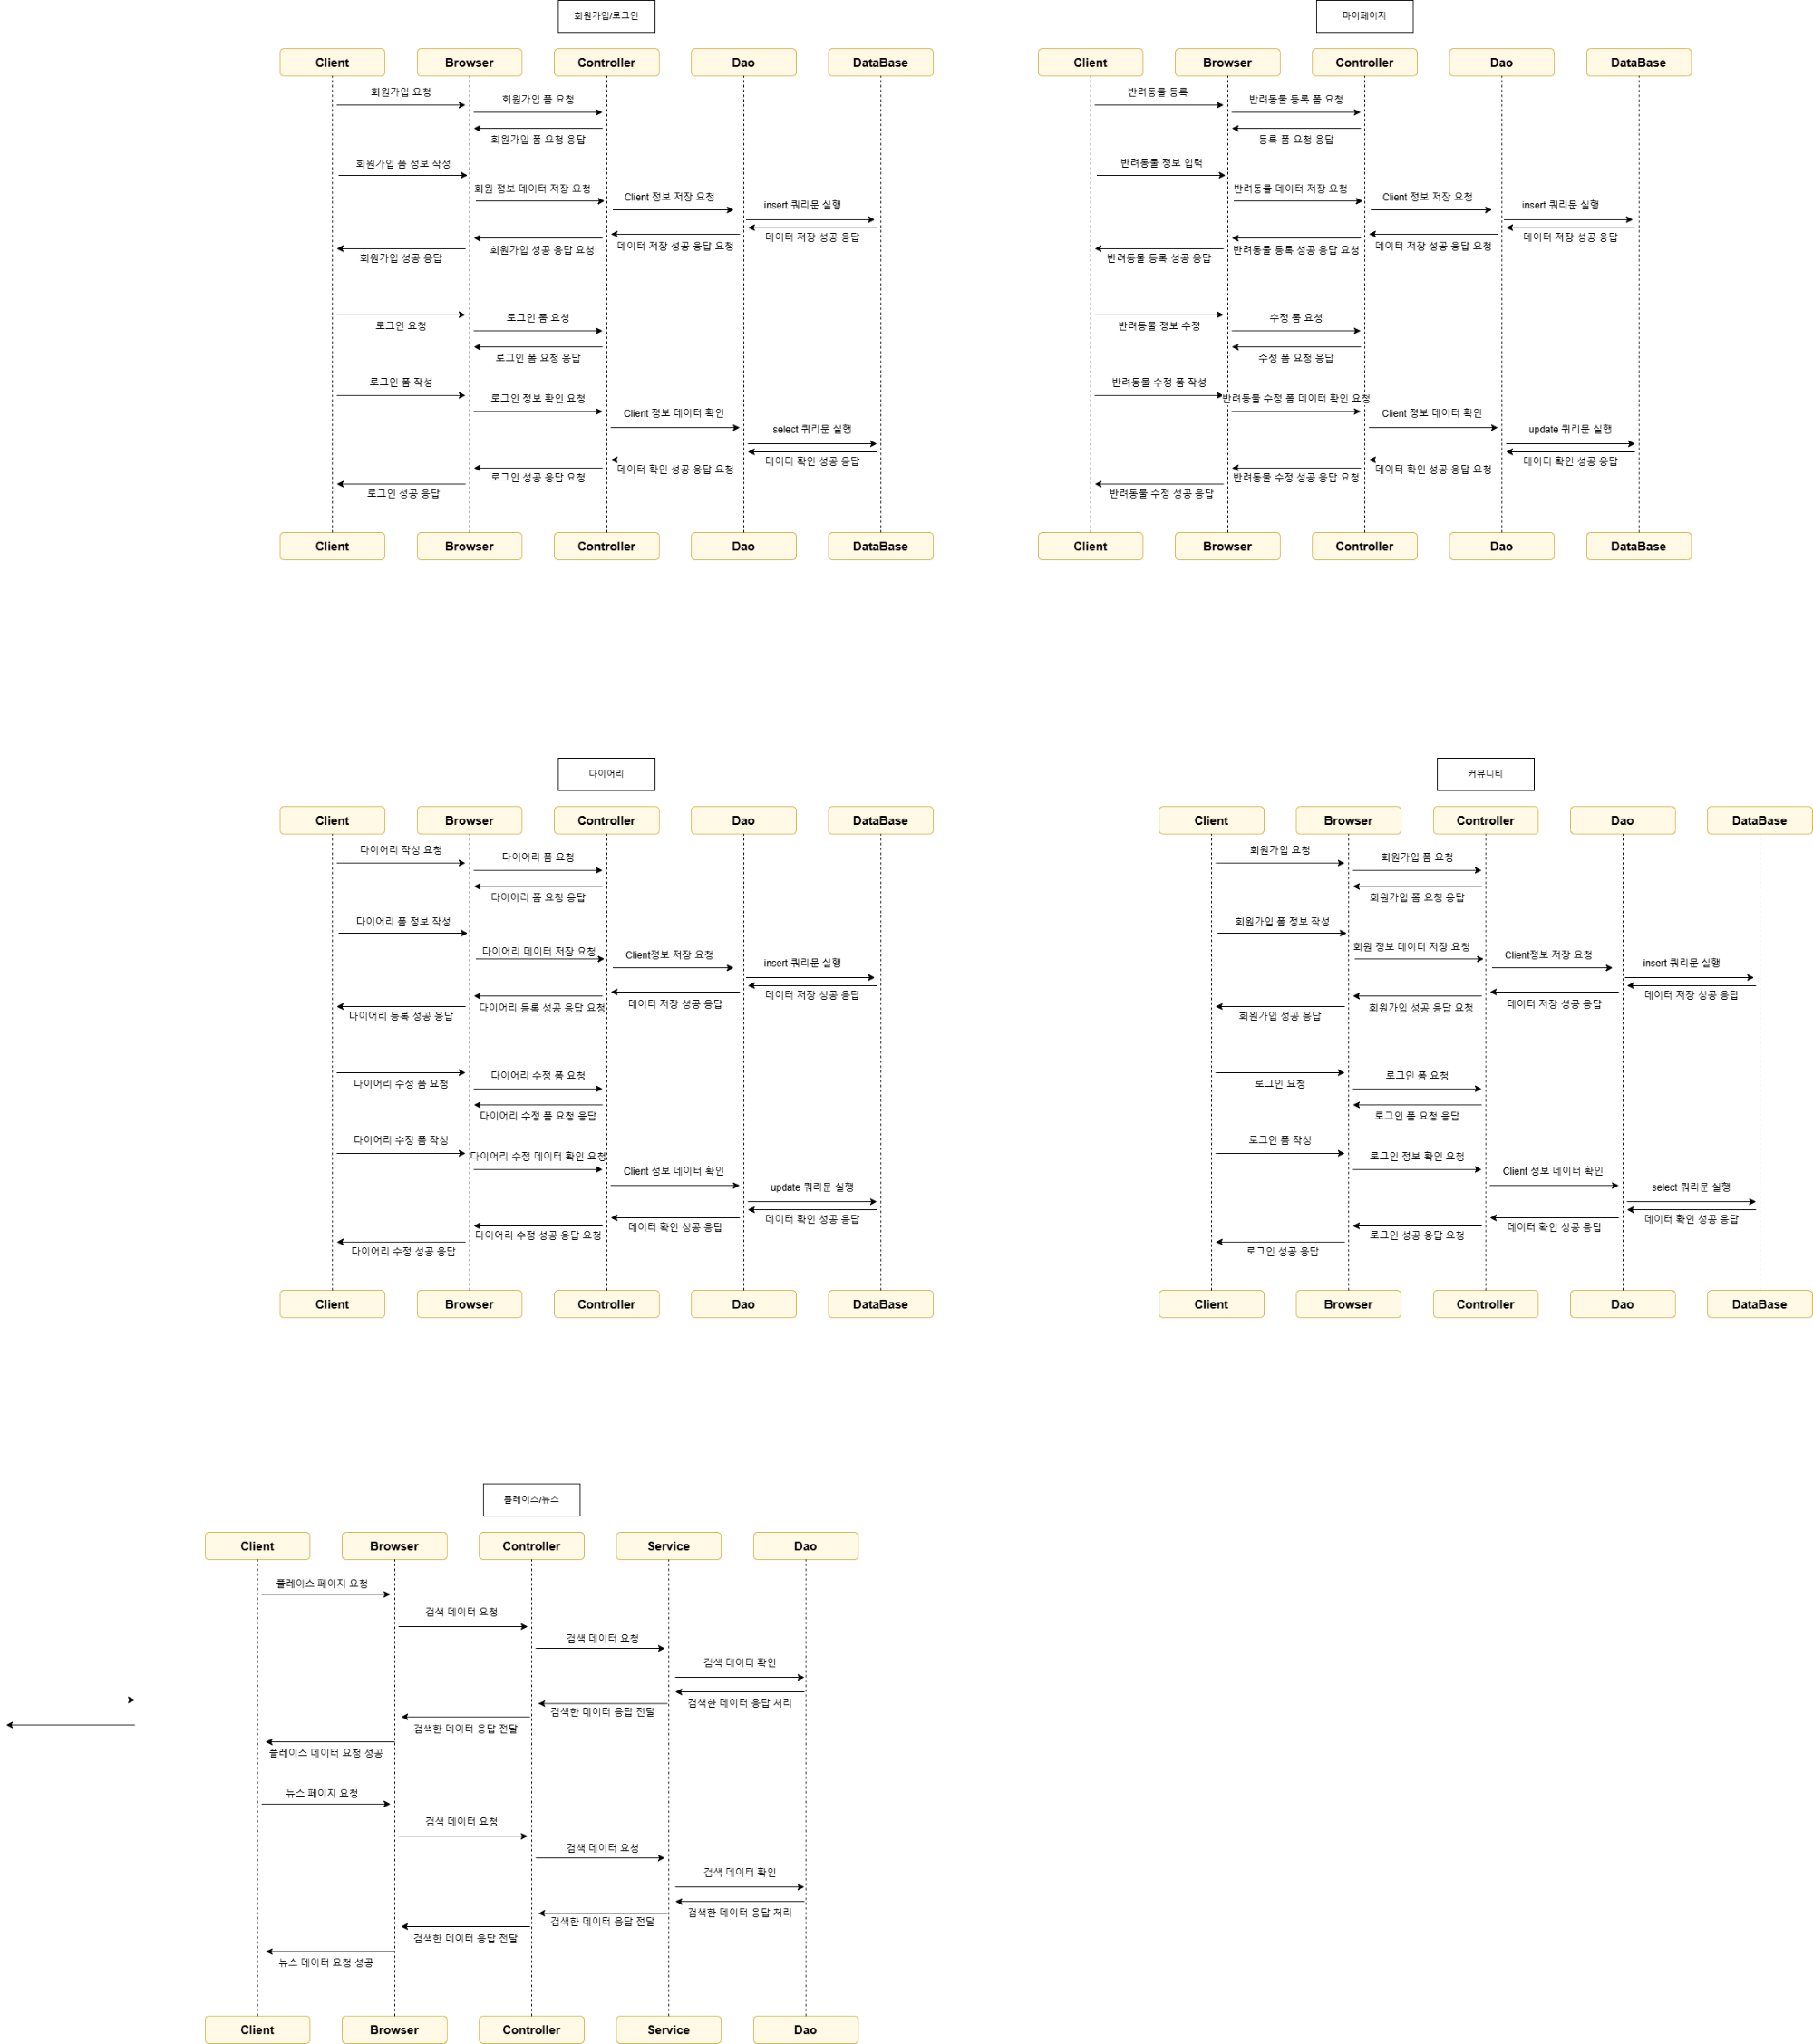 회원가입/로그인
Client
Browser
Controller
Dao
DataBase
회원가입 요청
회원가입 폼 요청
회원가입 폼 요청 응답
회원가입 폼 정보 작성
회원 정보 데이터 저장 요청
Client 정보 저장 요청
insert 쿼리문 실행
데이터 저장 성공 응답
데이터 저장 성공 응답 요청
회원가입 성공 응답 요청
회원가입 성공 응답
로그인 요청
로그인 폼 요청
로그인 폼 요청 응답
로그인 폼 작성
로그인 정보 확인 요청
Client 정보 데이터 확인
select 쿼리문 실행
데이터 확인 성공 응답
데이터 확인 성공 응답 요청
로그인 성공 응답 요청
로그인 성공 응답
Client
Browser
Controller
Dao
DataBase
마이페이지
Client
Browser
Controller
Dao
DataBase
반려동물 등록
반려동물 등록 폼 요청
등록 폼 요청 응답
반려동물 정보 입력
반려동물 데이터 저장 요청
Client 정보 저장 요청
insert 쿼리문 실행
데이터 저장 성공 응답
데이터 저장 성공 응답 요청
반려동물 등록 성공 응답 요청
반려동물 등록 성공 응답
반려동물 정보 수정
수정 폼 요청
수정 폼 요청 응답
반려동물 수정 폼 작성
반려동물 수정 폼 데이터 확인 요청
Client 정보 데이터 확인
update 쿼리문 실행
데이터 확인 성공 응답
데이터 확인 성공 응답 요청
반려동물 수정 성공 응답 요청
반려동물 수정 성공 응답
Client
Browser
Controller
Dao
DataBase
다이어리
Client
Browser
Controller
Dao
DataBase
다이어리 작성 요청
다이어리 폼 요청
다이어리 폼 요청 응답
다이어리 폼 정보 작성
다이어리 데이터 저장 요청
Client정보 저장 요청
insert 쿼리문 실행
데이터 저장 성공 응답
데이터 저장 성공 응답
다이어리 등록 성공 응답 요청
다이어리 등록 성공 응답
다이어리 수정 폼 요청
다이어리 수정 폼 요청
다이어리 수정 폼 요청 응답
다이어리 수정 폼 작성
다이어리 수정 데이터 확인 요청
Client 정보 데이터 확인
update 쿼리문 실행
데이터 확인 성공 응답
데이터 확인 성공 응답
다이어리 수정 성공 응답 요청
다이어리 수정 성공 응답
Client
Browser
Controller
Dao
DataBase
커뮤니티
Client
Browser
Controller
Dao
DataBase
회원가입 요청
회원가입 폼 요청
회원가입 폼 요청 응답
회원가입 폼 정보 작성
회원 정보 데이터 저장 요청
Client정보 저장 요청
insert 쿼리문 실행
데이터 저장 성공 응답
데이터 저장 성공 응답
회원가입 성공 응답 요청
회원가입 성공 응답
로그인 요청
로그인 폼 요청
로그인 폼 요청 응답
로그인 폼 작성
로그인 정보 확인 요청
Client 정보 데이터 확인
select 쿼리문 실행
데이터 확인 성공 응답
데이터 확인 성공 응답
로그인 성공 응답 요청
로그인 성공 응답
Client
Browser
Controller
Dao
DataBase
플레이스/뉴스
Client
Browser
Controller
Service
Dao
플레이스 페이지 요청
검색 데이터 요청
검색 데이터 요청
검색 데이터 확인
검색한 데이터 응답 처리
검색한 데이터 응답 전달
검색한 데이터 응답 전달
플레이스 데이터 요청 성공
뉴스 페이지 요청
검색 데이터 요청
검색 데이터 요청
검색 데이터 확인
검색한 데이터 응답 처리
검색한 데이터 응답 전달
검색한 데이터 응답 전달
뉴스 데이터 요청 성공
Client
Browser
Controller
Service
Dao